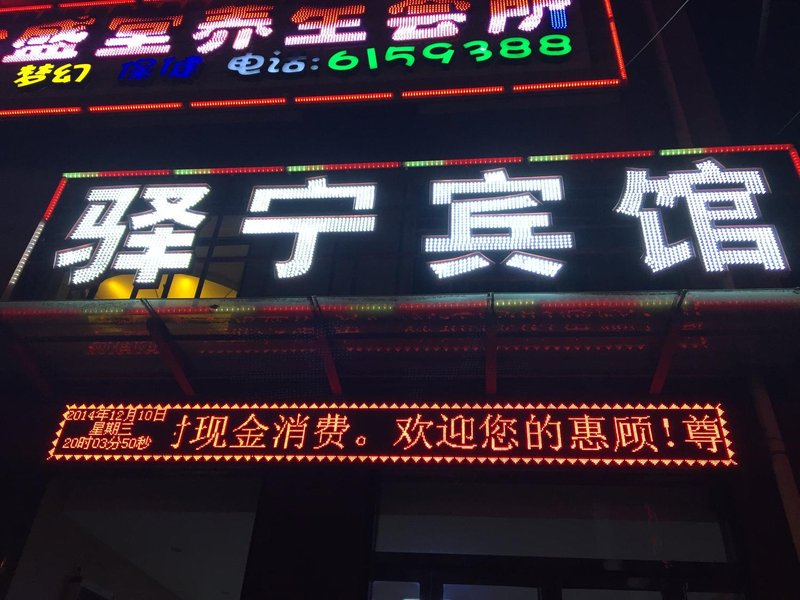 盛堂养生会所
梦幻 保健 电话:6159388
驿宁宾馆
2014年12月10日
星期三
20时03分50秒
现金消费。欢迎您的惠顾!尊